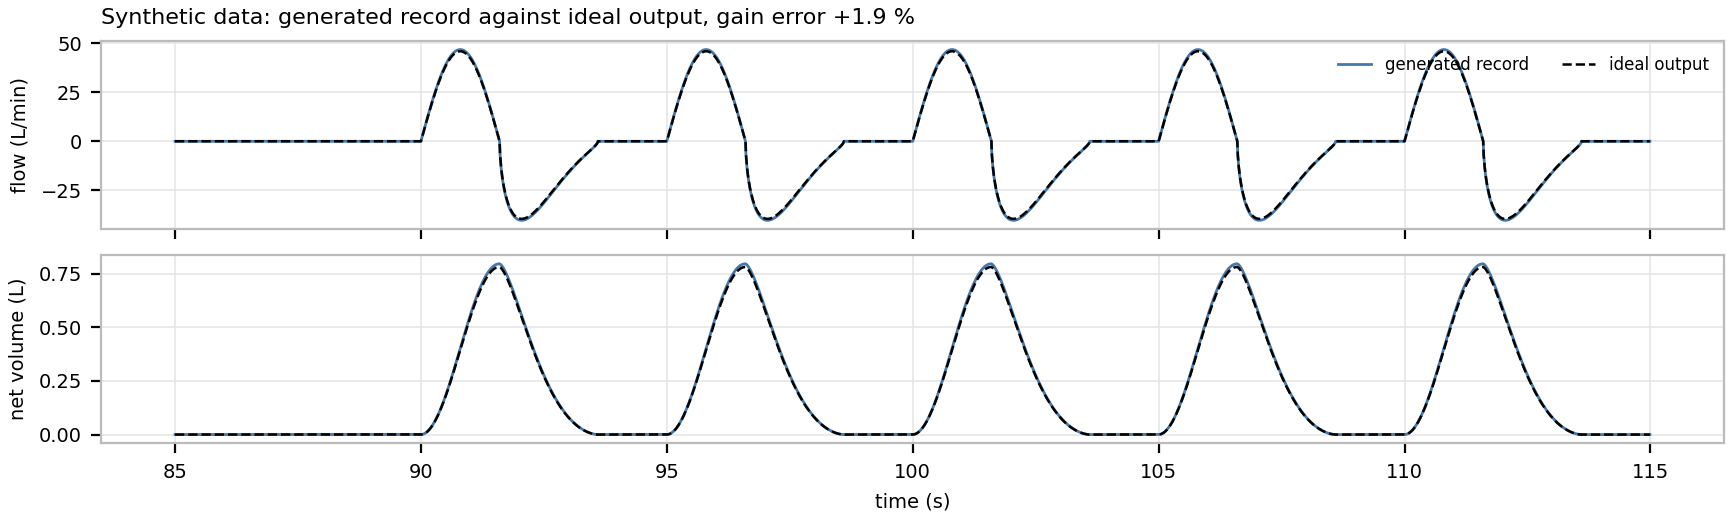 Synthetic data: generated record against ideal output, gain error +1.9 %
flow (L/min)
50
25
0
−25
generated record
ideal output
net volume (L)
0.75
0.50
0.25
0.00
85
90
95
100
105
110
115
time (s)